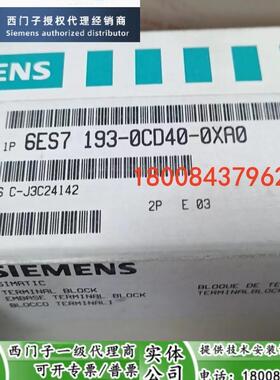 西门子授权代理经销商
Siemens authorized distributor
ENS
1P 6ES7 193-0CD40-0XA0
18008437962
S C-J3C24142
2P E 03
SIEMENS
SIMATIC
TERMINAL BLOCK
EMBASE TERMINAL BLOCK
BLOCCO TERMINALI
BLOQUE DE TE
TERMINALBLOC
西门子一级代理商
可开专票/普票
实体
公司
提供技术安装
电话:18008